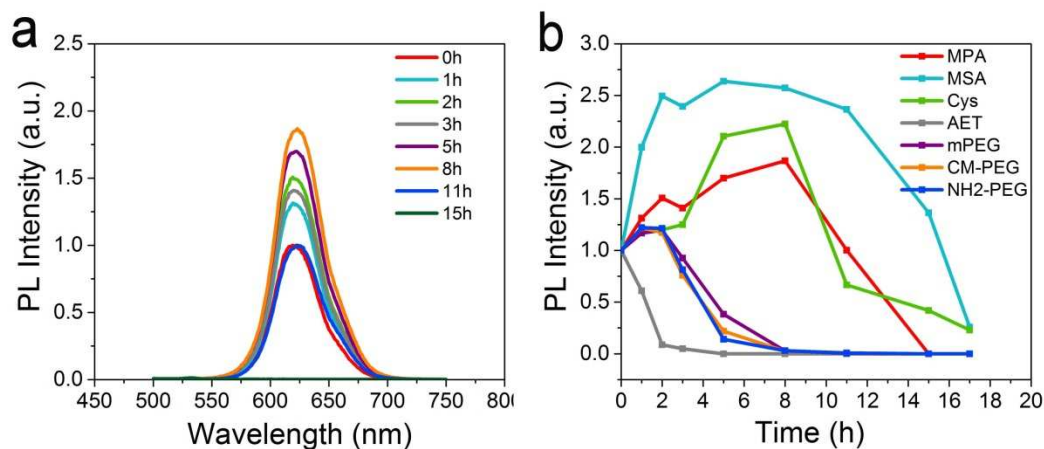 a
2.5
2.0
1.5
1.0
0.5
0.0
PL Intensity (a.u.)
450 500 550 600 650 700 750 800
Wavelength (nm)
0h
1h
2h
3h
5h
8h
11h
15h
b
3.0
2.5
2.0
1.5
1.0
0.5
0.0
PL Intensity (a.u.)
0 2 4 6 8 10 12 14 16 18 20
Time (h)
MPA
MSA
Cys
AET
mPEG
CM-PEG
NH2-PEG